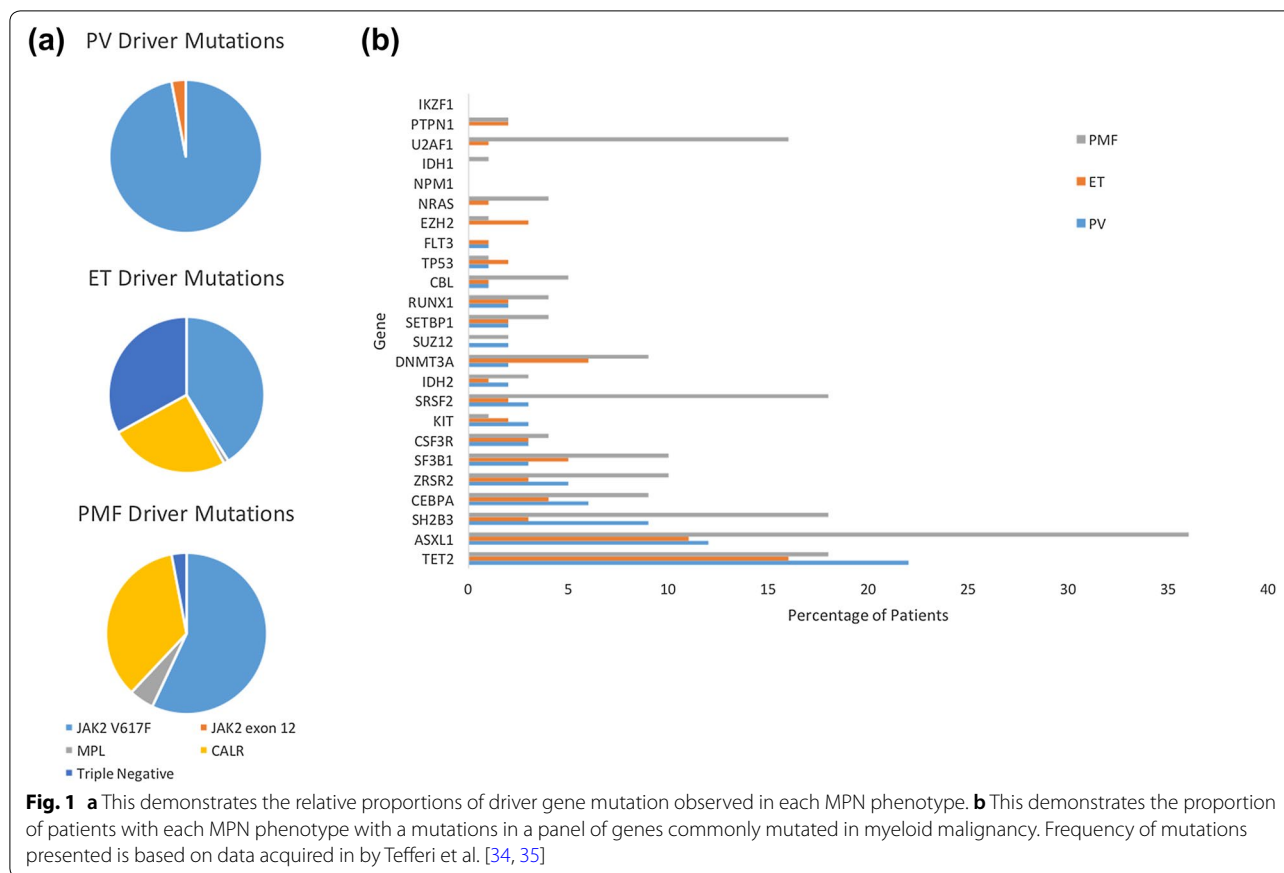 (a)
PV Driver Mutations
ET Driver Mutations
PMF Driver Mutations
JAK2 V617F
JAK2 exon 12
MPL
CALR
Triple Negative
(b)
Gene
IKZF1
PTPN1
U2AF1
IDH1
NPM1
NRAS
EZH2
FLT3
TP53
CBL
RUNX1
SETBP1
SUZ12
DNMT3A
IDH2
SRSF2
KIT
CSF3R
SF3B1
ZRSR2
CEBPA
SH2B3
ASXL1
TET2
0 5 10 15 20 25 30 35 40
Percentage of Patients
PMF
ET
PV
Fig. 1 a This demonstrates the relative proportions of driver gene mutation observed in each MPN phenotype. b This demonstrates the proportion
of patients with each MPN phenotype with a mutations in a panel of genes commonly mutated in myeloid malignancy. Frequency of mutations
presented is based on data acquired in by Tefferi et al. [34, 35]